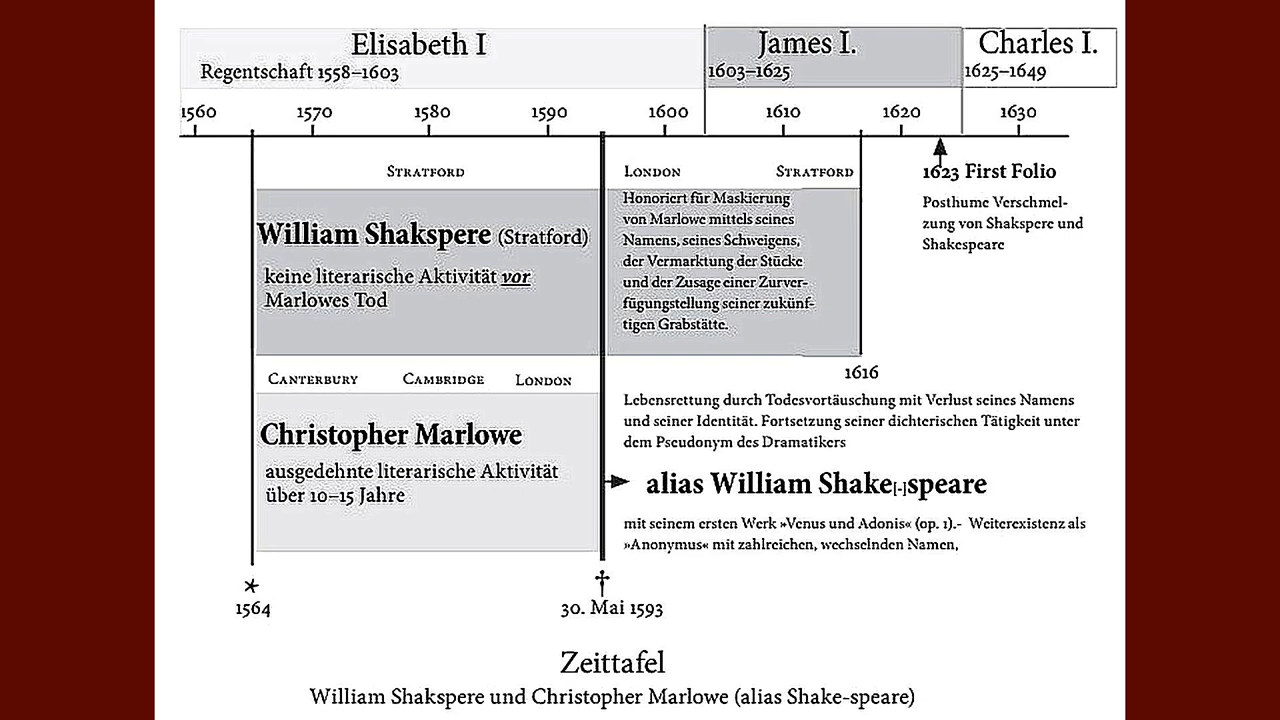 Elisabeth I
Regentschaft 1558–1603
James I.
1603–1625
Charles I.
1625–1649
1560 1570 1580 1590 1600 1610 1620 1630
STRATFORD
LONDON STRATFORD
1623 First Folio
Posthume Verschmel-
zung von Shakspere und
Shakespeare
William Shakspere (Stratford)
keine literarische Aktivität vor
Marlowes Tod
Honoriert für Maskierung
von Marlowe mittels seines
Namens, seines Schweigens,
der Vermarktung der Stücke
und der Zusage einer Zurver-
fügungstellung seiner zukünf-
tigen Grabstätte.
1616
CANTERBURY CAMBRIDGE LONDON
Christopher Marlowe
ausgedehnte literarische Aktivität
über 10–15 Jahre
Lebensrettung durch Todesvortäuschung mit Verlust seines Namens
und seiner Identität. Fortsetzung seiner dichterischen Tätigkeit unter
dem Pseudonym des Dramatikers
alias William Shake[-]speare
mit seinem ersten Werk »Venus und Adonis« (op. 1).- Weiterexistenz als
»Anonymus« mit zahlreichen, wechselnden Namen,
* †
1564 30. Mai 1593
Zeittafel
William Shakspere und Christopher Marlowe (alias Shake-speare)